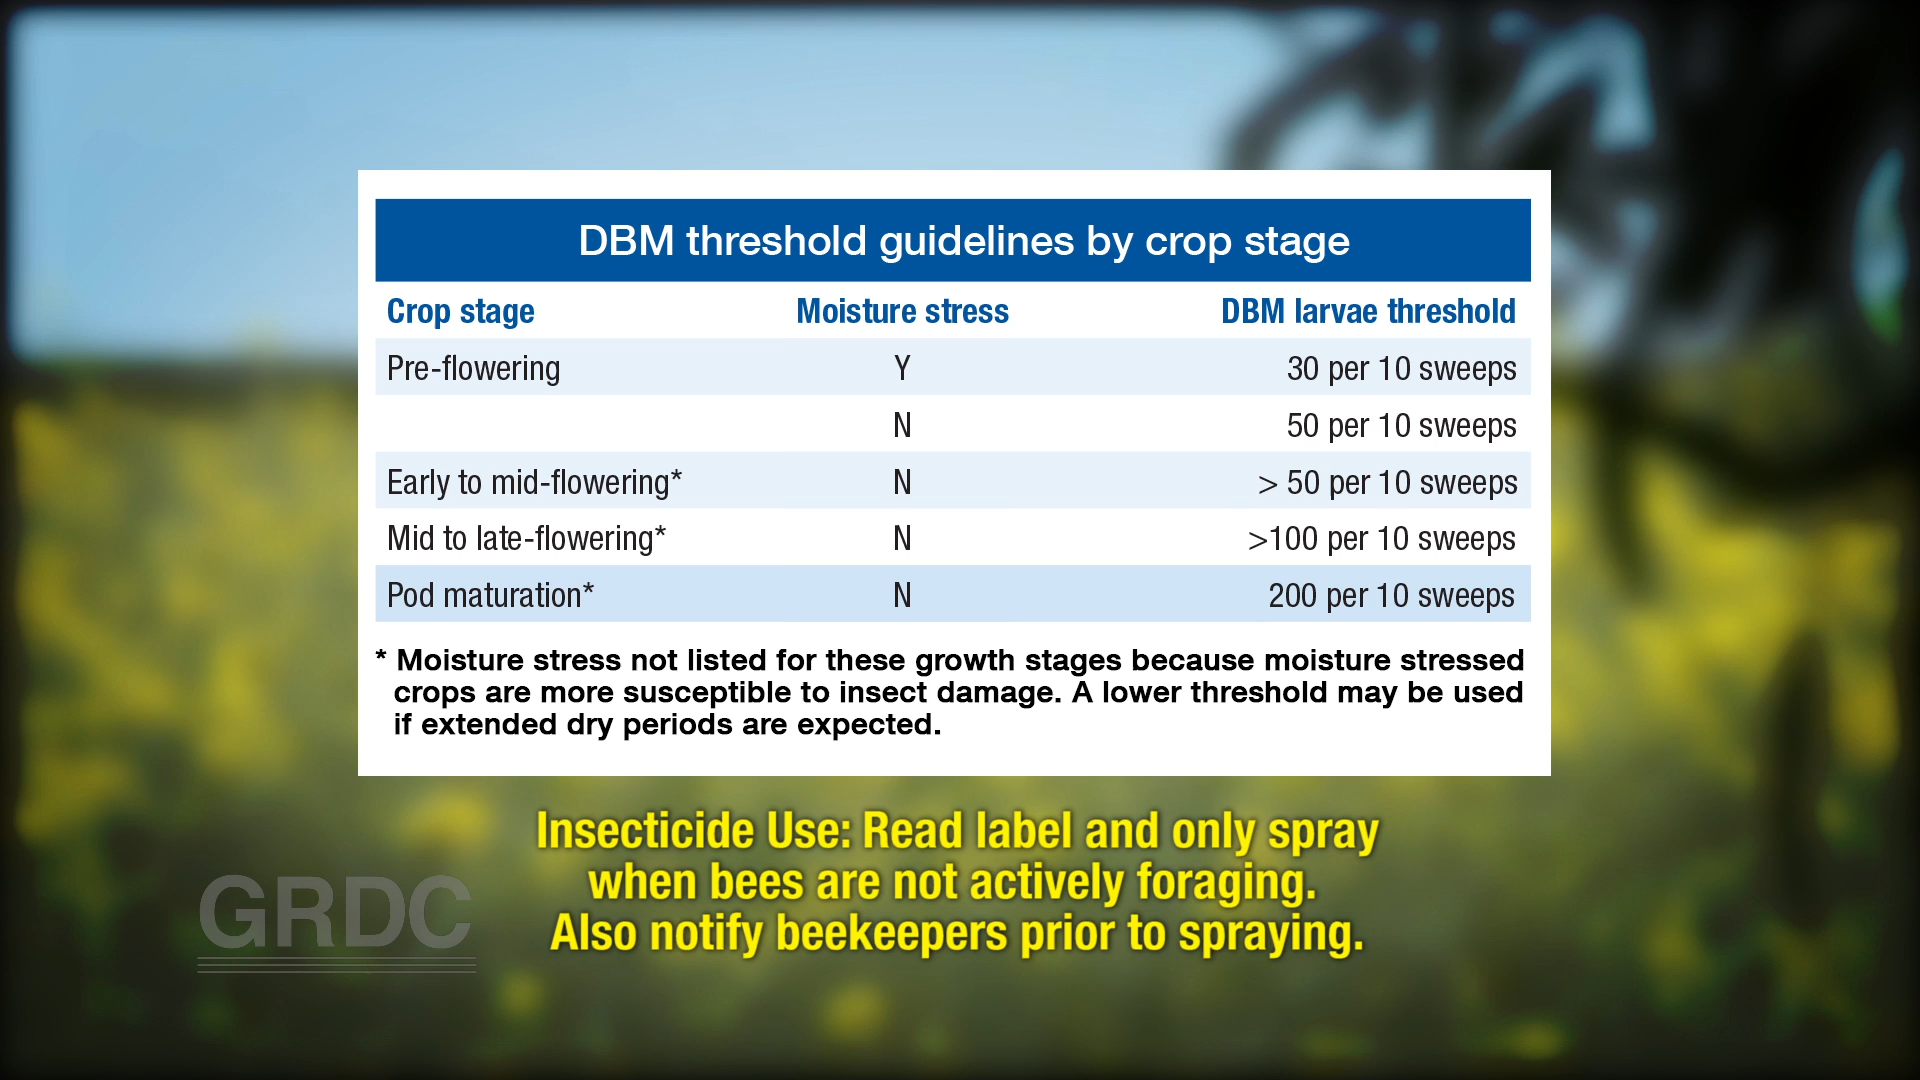 DBM threshold guidelines by crop stage
Crop stage Moisture stress DBM larvae threshold
Pre-flowering Y 30 per 10 sweeps
N 50 per 10 sweeps
Early to mid-flowering* N > 50 per 10 sweeps
Mid to late-flowering* N >100 per 10 sweeps
Pod maturation* N 200 per 10 sweeps
* Moisture stress not listed for these growth stages because moisture stressed
crops are more susceptible to insect damage. A lower threshold may be used
if extended dry periods are expected.
Insecticide Use: Read label and only spray
when bees are not actively foraging.
Also notify beekeepers prior to spraying.
GRDC